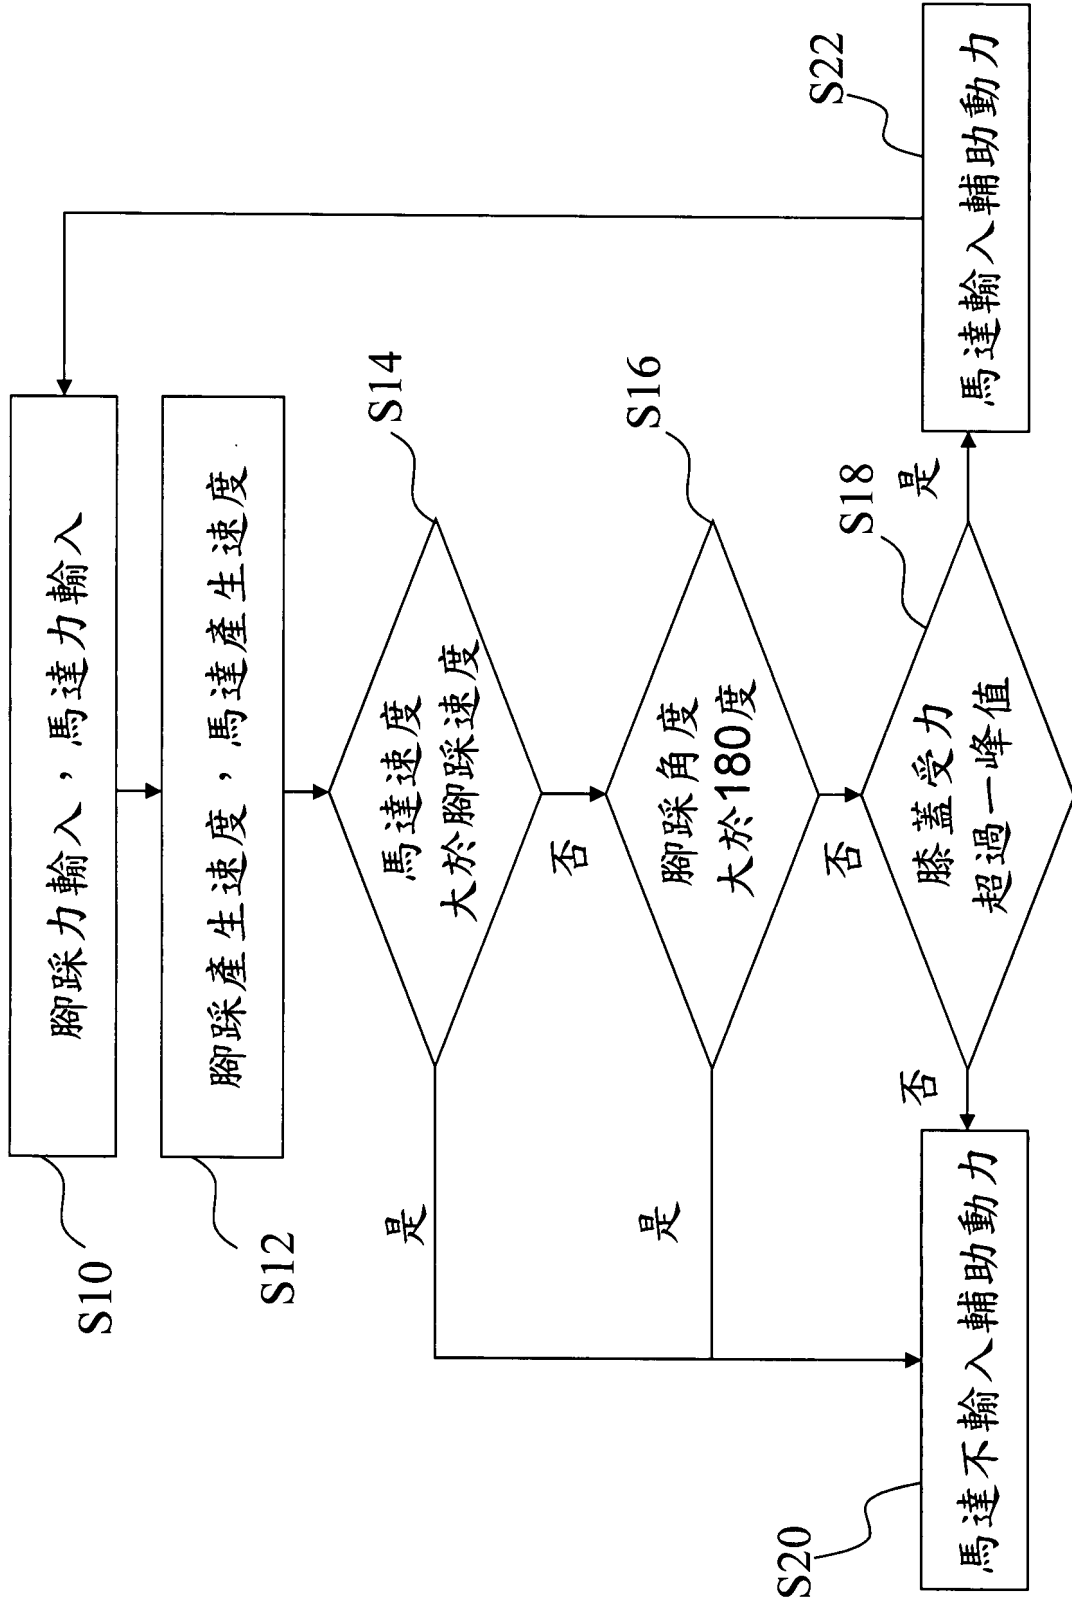 S10
腳踩力輸入，馬達力輸入
S12
腳踩產生速度，馬達產生速度
S14
馬達速度
大於腳踩速度
是
否
S16
腳踩角度
大於180度
是
否
S18
膝蓋受力
超過一峰值
否
是
S20
馬達不輸入輔助動力
S22
馬達輸入輔助動力